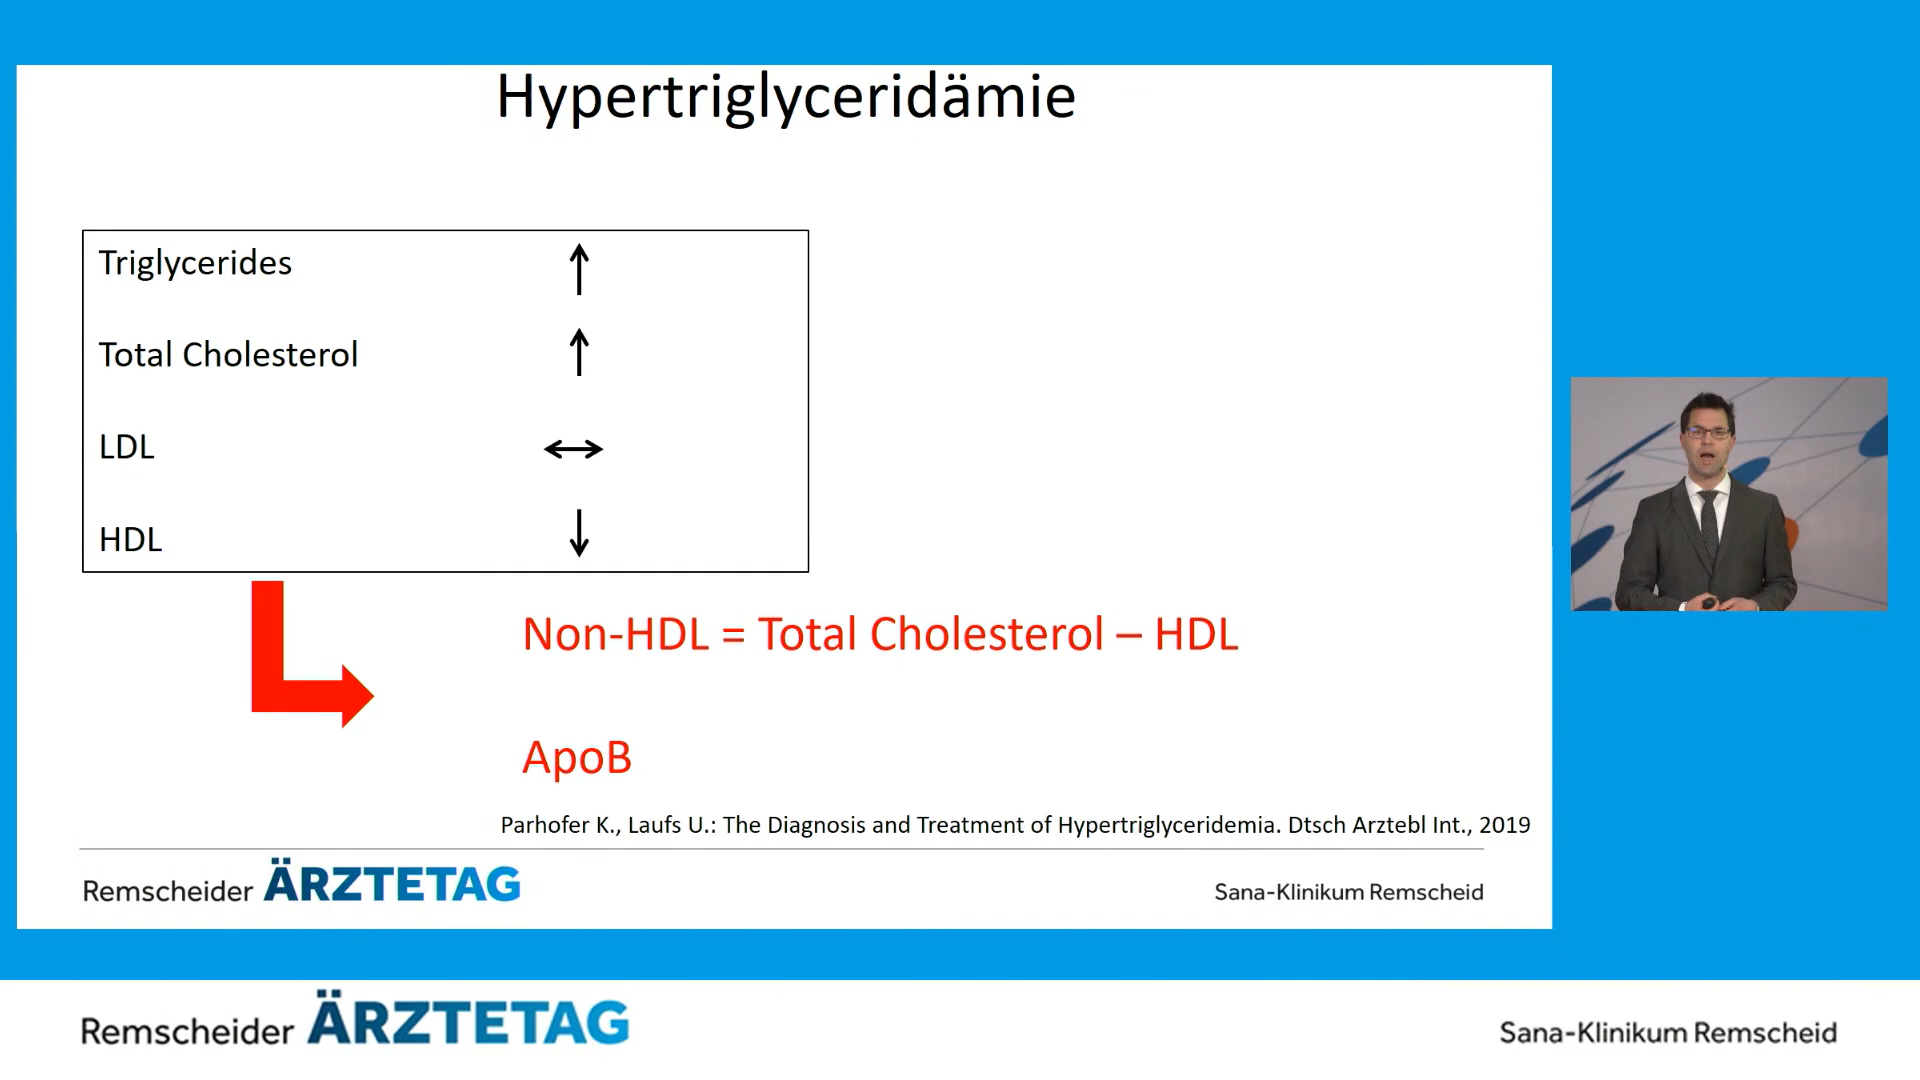 Hypertriglyceridämie
Triglycerides ↑
Total Cholesterol ↑
LDL ↔
HDL ↓
Non-HDL = Total Cholesterol – HDL
ApoB
Parhofer K., Laufs U.: The Diagnosis and Treatment of Hypertriglyceridemia. Dtsch Arztebl Int., 2019
Remscheider ÄRZTETAG
Sana-Klinikum Remscheid
Remscheider ÄRZTETAG
Sana-Klinikum Remscheid